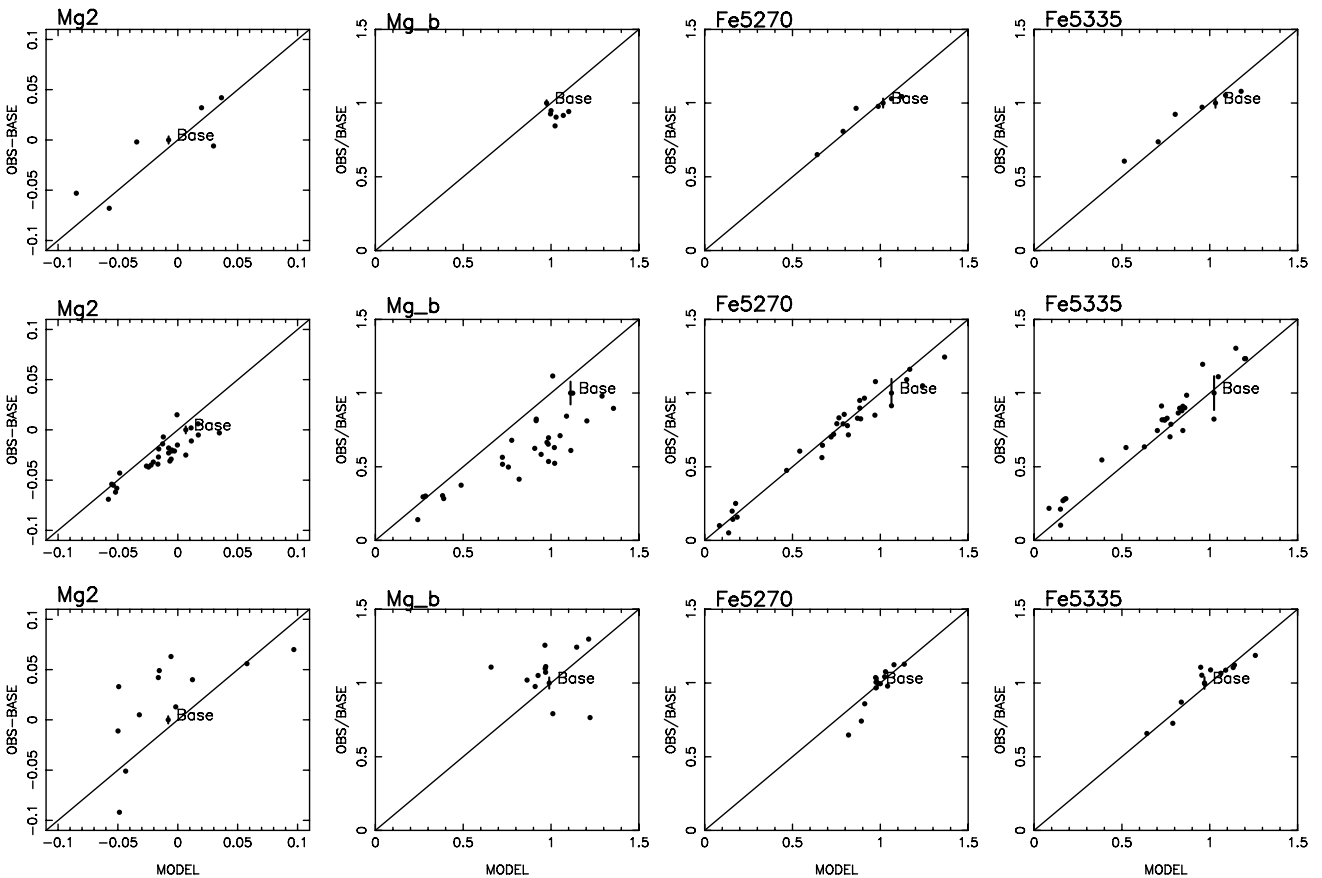 Mg2 Mg_b Fe5270 Fe5335
0.1 1.5 1.5 1.5
0.05 1 1 1
OBS−BASE 0 Base OBS/BASE Base OBS/BASE Base OBS/BASE Base
−0.05 0.5 0.5 0.5
−0.1 0 0 0
−0.1 −0.05 0 0.05 0.1 0 0.5 1 1.5 0 0.5 1 1.5 0 0.5 1 1.5
Mg2 Mg_b Fe5270 Fe5335
0.1 1.5 1.5 1.5
0.05 1 1 1
OBS−BASE 0 Base OBS/BASE Base OBS/BASE Base OBS/BASE Base
−0.05 0.5 0.5 0.5
−0.1 0 0 0
−0.1 −0.05 0 0.05 0.1 0 0.5 1 1.5 0 0.5 1 1.5 0 0.5 1 1.5
Mg2 Mg_b Fe5270 Fe5335
0.1 1.5 1.5 1.5
0.05 1 1 1
OBS−BASE 0 Base OBS/BASE Base OBS/BASE Base OBS/BASE Base
−0.05 0.5 0.5 0.5
−0.1 0 0 0
−0.1 −0.05 0 0.05 0.1 0 0.5 1 1.5 0 0.5 1 1.5 0 0.5 1 1.5
MODEL MODEL MODEL MODEL